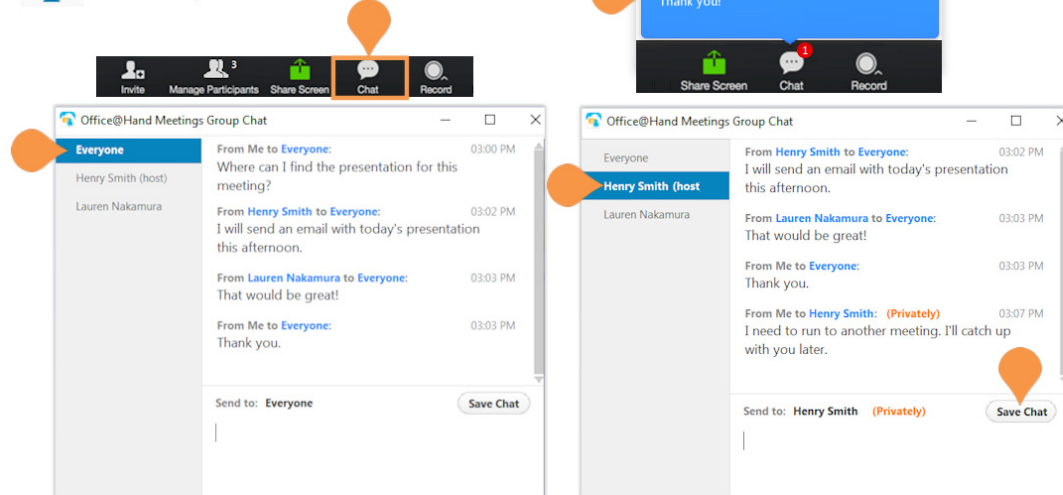 Thank you!
3
Invite Manage Participants Share Screen Chat Record
1
Share Screen Chat Record
Office@Hand Meetings Group Chat
Everyone
Henry Smith (host)
Lauren Nakamura
From Me to Everyone: 03:00 PM
Where can I find the presentation for this
meeting?
From Henry Smith to Everyone: 03:02 PM
I will send an email with today's presentation
this afternoon.
From Lauren Nakamura to Everyone: 03:03 PM
That would be great!
From Me to Everyone: 03:03 PM
Thank you.
Send to: Everyone Save Chat
Office@Hand Meetings Group Chat
Everyone
Henry Smith (host
Lauren Nakamura
From Henry Smith to Everyone: 03:02 PM
I will send an email with today's presentation
this afternoon.
From Lauren Nakamura to Everyone: 03:03 PM
That would be great!
From Me to Everyone: 03:03 PM
Thank you.
From Me to Henry Smith: (Privately) 03:07 PM
I need to run to another meeting. I'll catch up
with you later.
Send to: Henry Smith (Privately) Save Chat